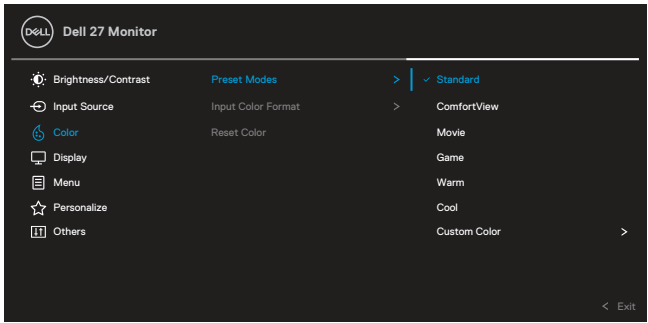 DELL Dell 27 Monitor
Brightness/Contrast Preset Modes > ✓ Standard
Input Source Input Color Format > ComfortView
Color Reset Color Movie
Display Game
Menu Warm
Personalize Cool
Others Custom Color >
< Exit